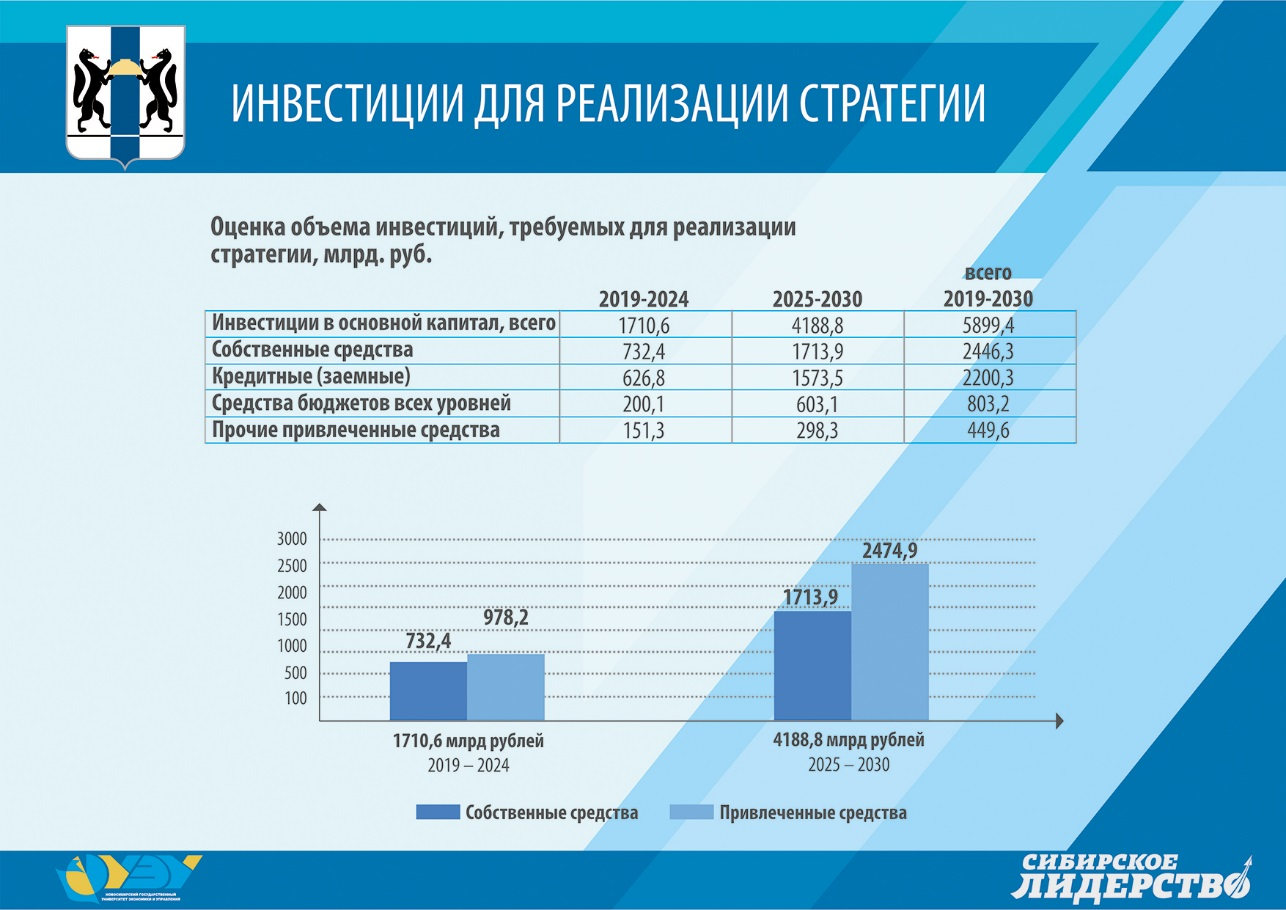 ИНВЕСТИЦИИ ДЛЯ РЕАЛИЗАЦИИ СТРАТЕГИИ
Оценка объема инвестиций, требуемых для реализации
стратегии, млрд. руб.
всего
2019-2024 2025-2030 2019-2030
Инвестиции в основной капитал, всего 1710,6 4188,8 5899,4
Собственные средства 732,4 1713,9 2446,3
Кредитные (заемные) 626,8 1573,5 2200,3
Средства бюджетов всех уровней 200,1 603,1 803,2
Прочие привлеченные средства 151,3 298,3 449,6
3000
2500
2000
1500
1000
500
100
732,4
978,2
1713,9
2474,9
1710,6 млрд рублей 4188,8 млрд рублей
2019 – 2024 2025 – 2030
Собственные средства Привлеченные средства
НОВОСИБИРСКИЙ ГОСУДАРСТВЕННЫЙ
УНИВЕРСИТЕТ ЭКОНОМИКИ И УПРАВЛЕНИЯ
СИБИРСКОЕ
ЛИДЕРСТВО